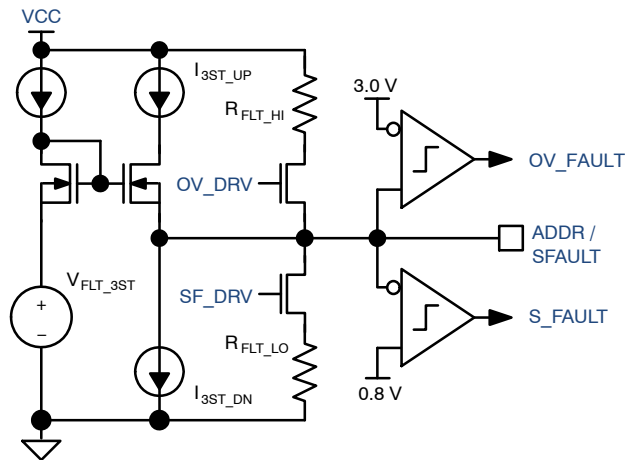 VCC
I3ST_UP
RFLT_HI
3.0 V
OV_FAULT
OV_DRV
ADDR /
SFAULT
VFLT_3ST
+
−
SF_DRV
S_FAULT
RFLT_LO
I3ST_DN
0.8 V